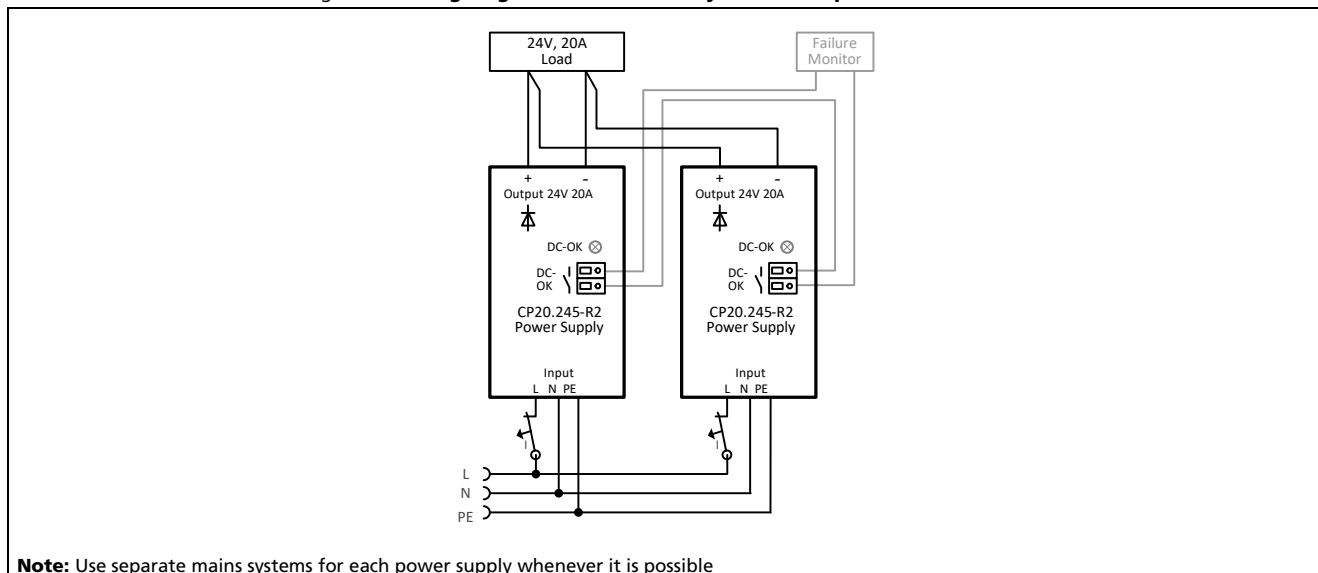 24V, 20A
Load
Failure
Monitor
+ -
Output 24V 20A
DC-OK
DC-
OK
CP20.245-R2
Power Supply
Input
L N PE
I
+ -
Output 24V 20A
DC-OK
DC-
OK
CP20.245-R2
Power Supply
Input
L N PE
I
L
N
PE
Note: Use separate mains systems for each power supply whenever it is possible